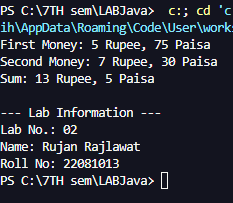 PS C:\7TH sem\LABJava>  c:; cd 'c
ih\AppData\Roaming\Code\User\works
First Money: 5 Rupee, 75 Paisa
Second Money: 7 Rupee, 30 Paisa
Sum: 13 Rupee, 5 Paisa

--- Lab Information ---
Lab No.: 02
Name: Rujan Rajlawat
Roll No: 22081013
PS C:\7TH sem\LABJava>